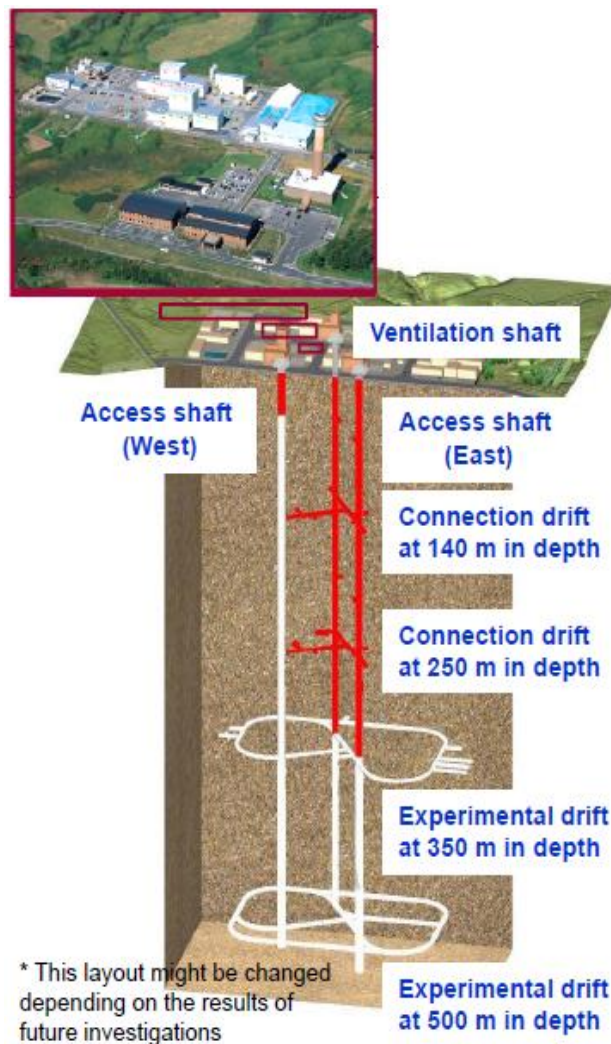 Ventilation shaft
Access shaft
(West)
Access shaft
(East)
Connection drift
at 140 m in depth
Connection drift
at 250 m in depth
Experimental drift
at 350 m in depth
* This layout might be changed
depending on the results of
future investigations
Experimental drift
at 500 m in depth